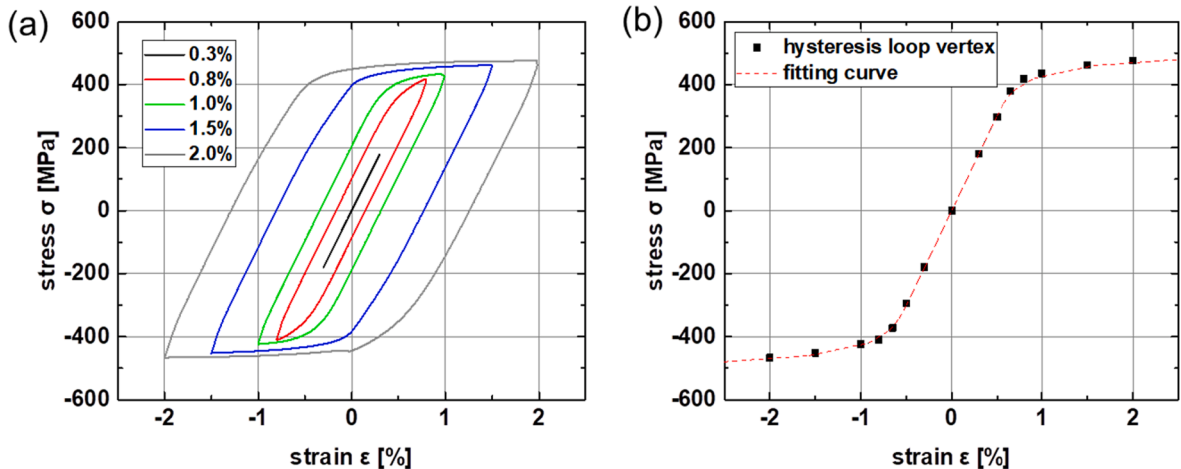 (a)
600
400
200
0
-200
-400
-600
stress σ [MPa]
0.3%
0.8%
1.0%
1.5%
2.0%
-2 -1 0 1 2
strain ε [%]
(b)
600
400
200
0
-200
-400
-600
stress σ [MPa]
hysteresis loop vertex
fitting curve
-2 -1 0 1 2
strain ε [%]